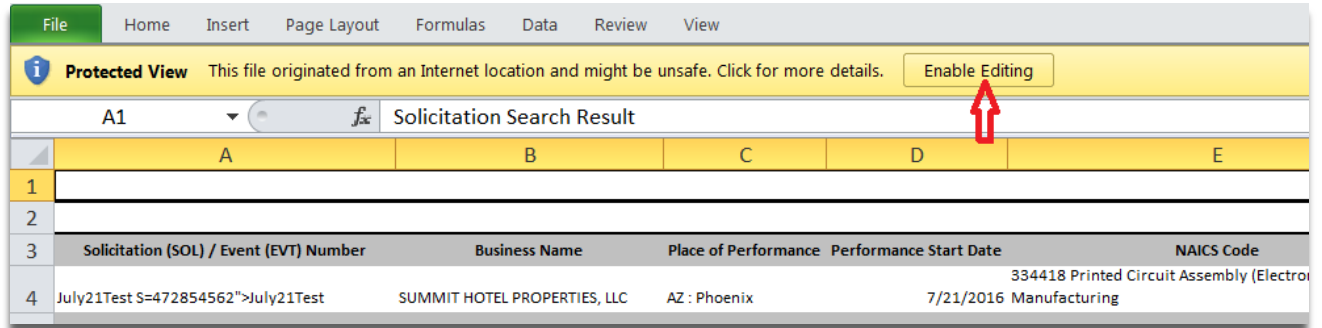 File Home Insert Page Layout Formulas Data Review View
Protected View This file originated from an Internet location and might be unsafe. Click for more details. Enable Editing
A1 fx Solicitation Search Result
A B C D E
1
2
3 Solicitation (SOL) / Event (EVT) Number Business Name Place of Performance Performance Start Date NAICS Code
334418 Printed Circuit Assembly (Electro
4 July21Test S=472854562">July21Test SUMMIT HOTEL PROPERTIES, LLC AZ : Phoenix 7/21/2016 Manufacturing